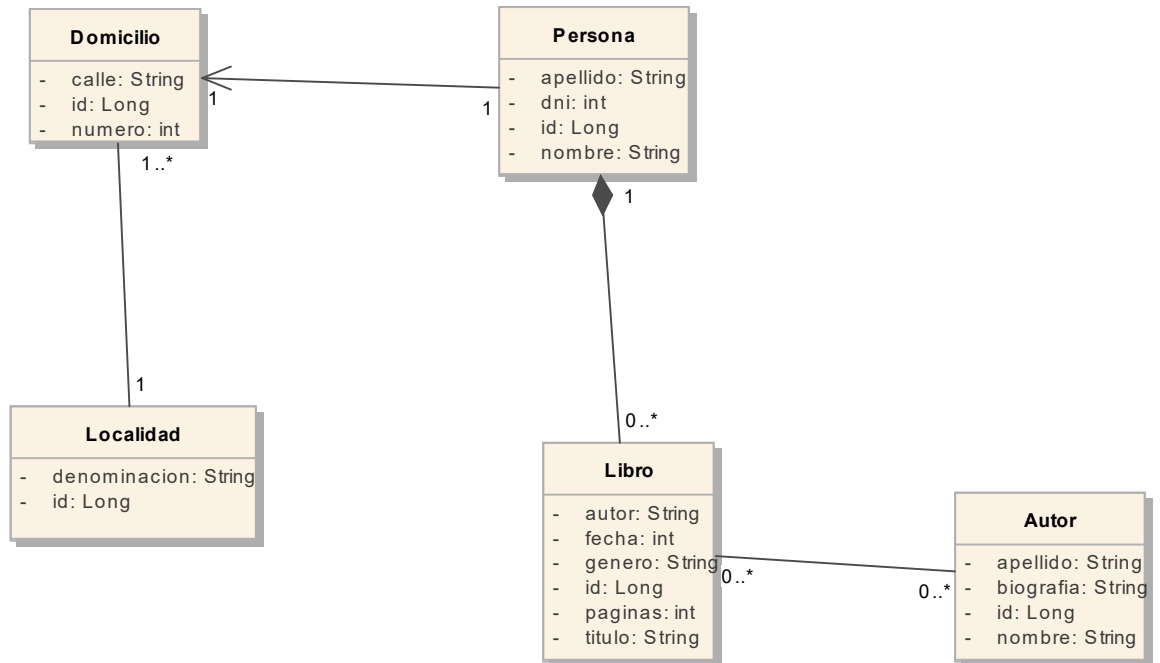 Domicilio
- calle: String
- id: Long
- numero: int
1
1..*
Persona
- apellido: String
- dni: int
- id: Long
- nombre: String
1
1
1
Localidad
- denominacion: String
- id: Long
0..*
Libro
- autor: String
- fecha: int
- genero: String
- id: Long
- paginas: int
- titulo: String
0..*
0..*
Autor
- apellido: String
- biografia: String
- id: Long
- nombre: String